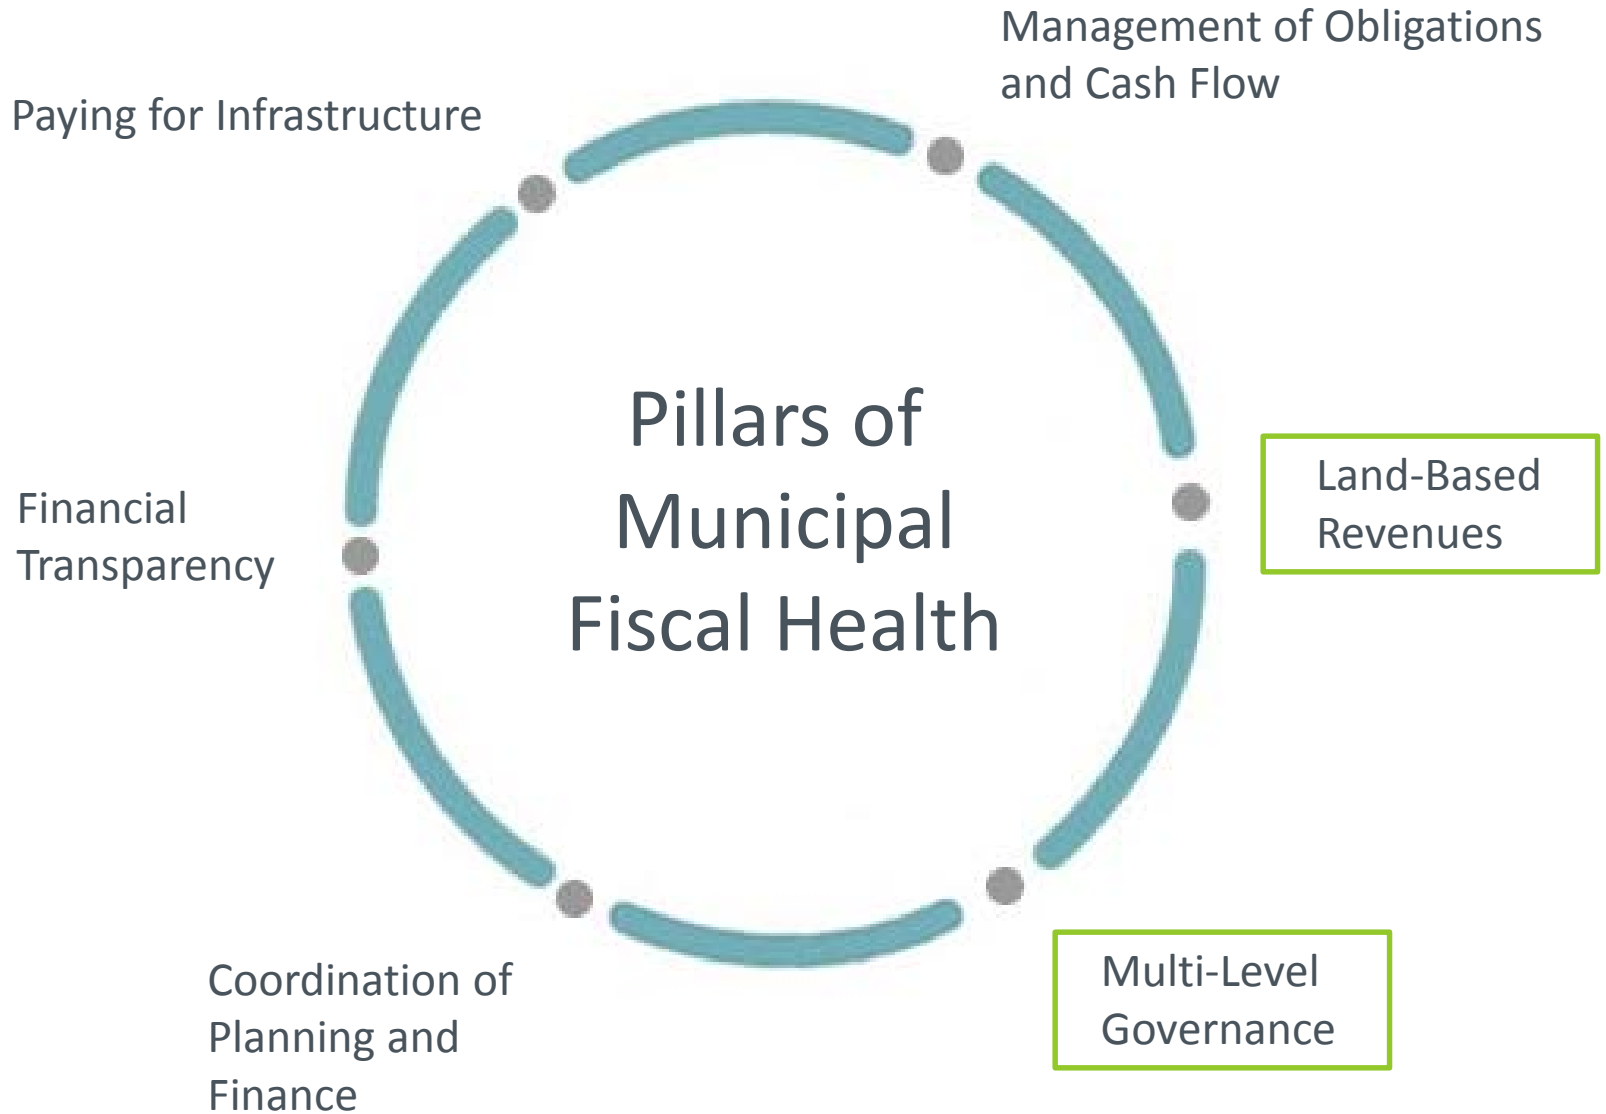 Management of Obligations
and Cash Flow
Paying for Infrastructure
Pillars of
Municipal
Fiscal Health
Land-Based
Revenues
Financial
Transparency
Multi-Level
Governance
Coordination of
Planning and
Finance